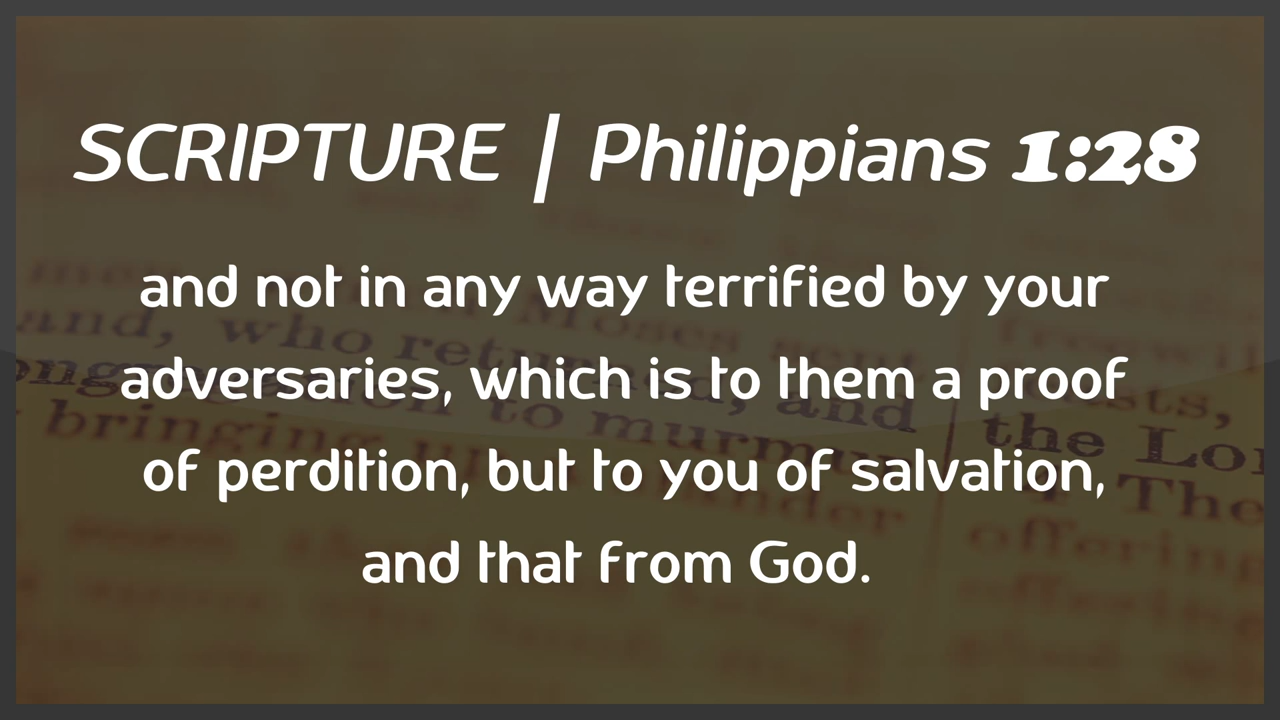 SCRIPTURE | Philippians 1:28
and not in any way terrified by your
adversaries, which is to them a proof
of perdition, but to you of salvation,
and that from God.